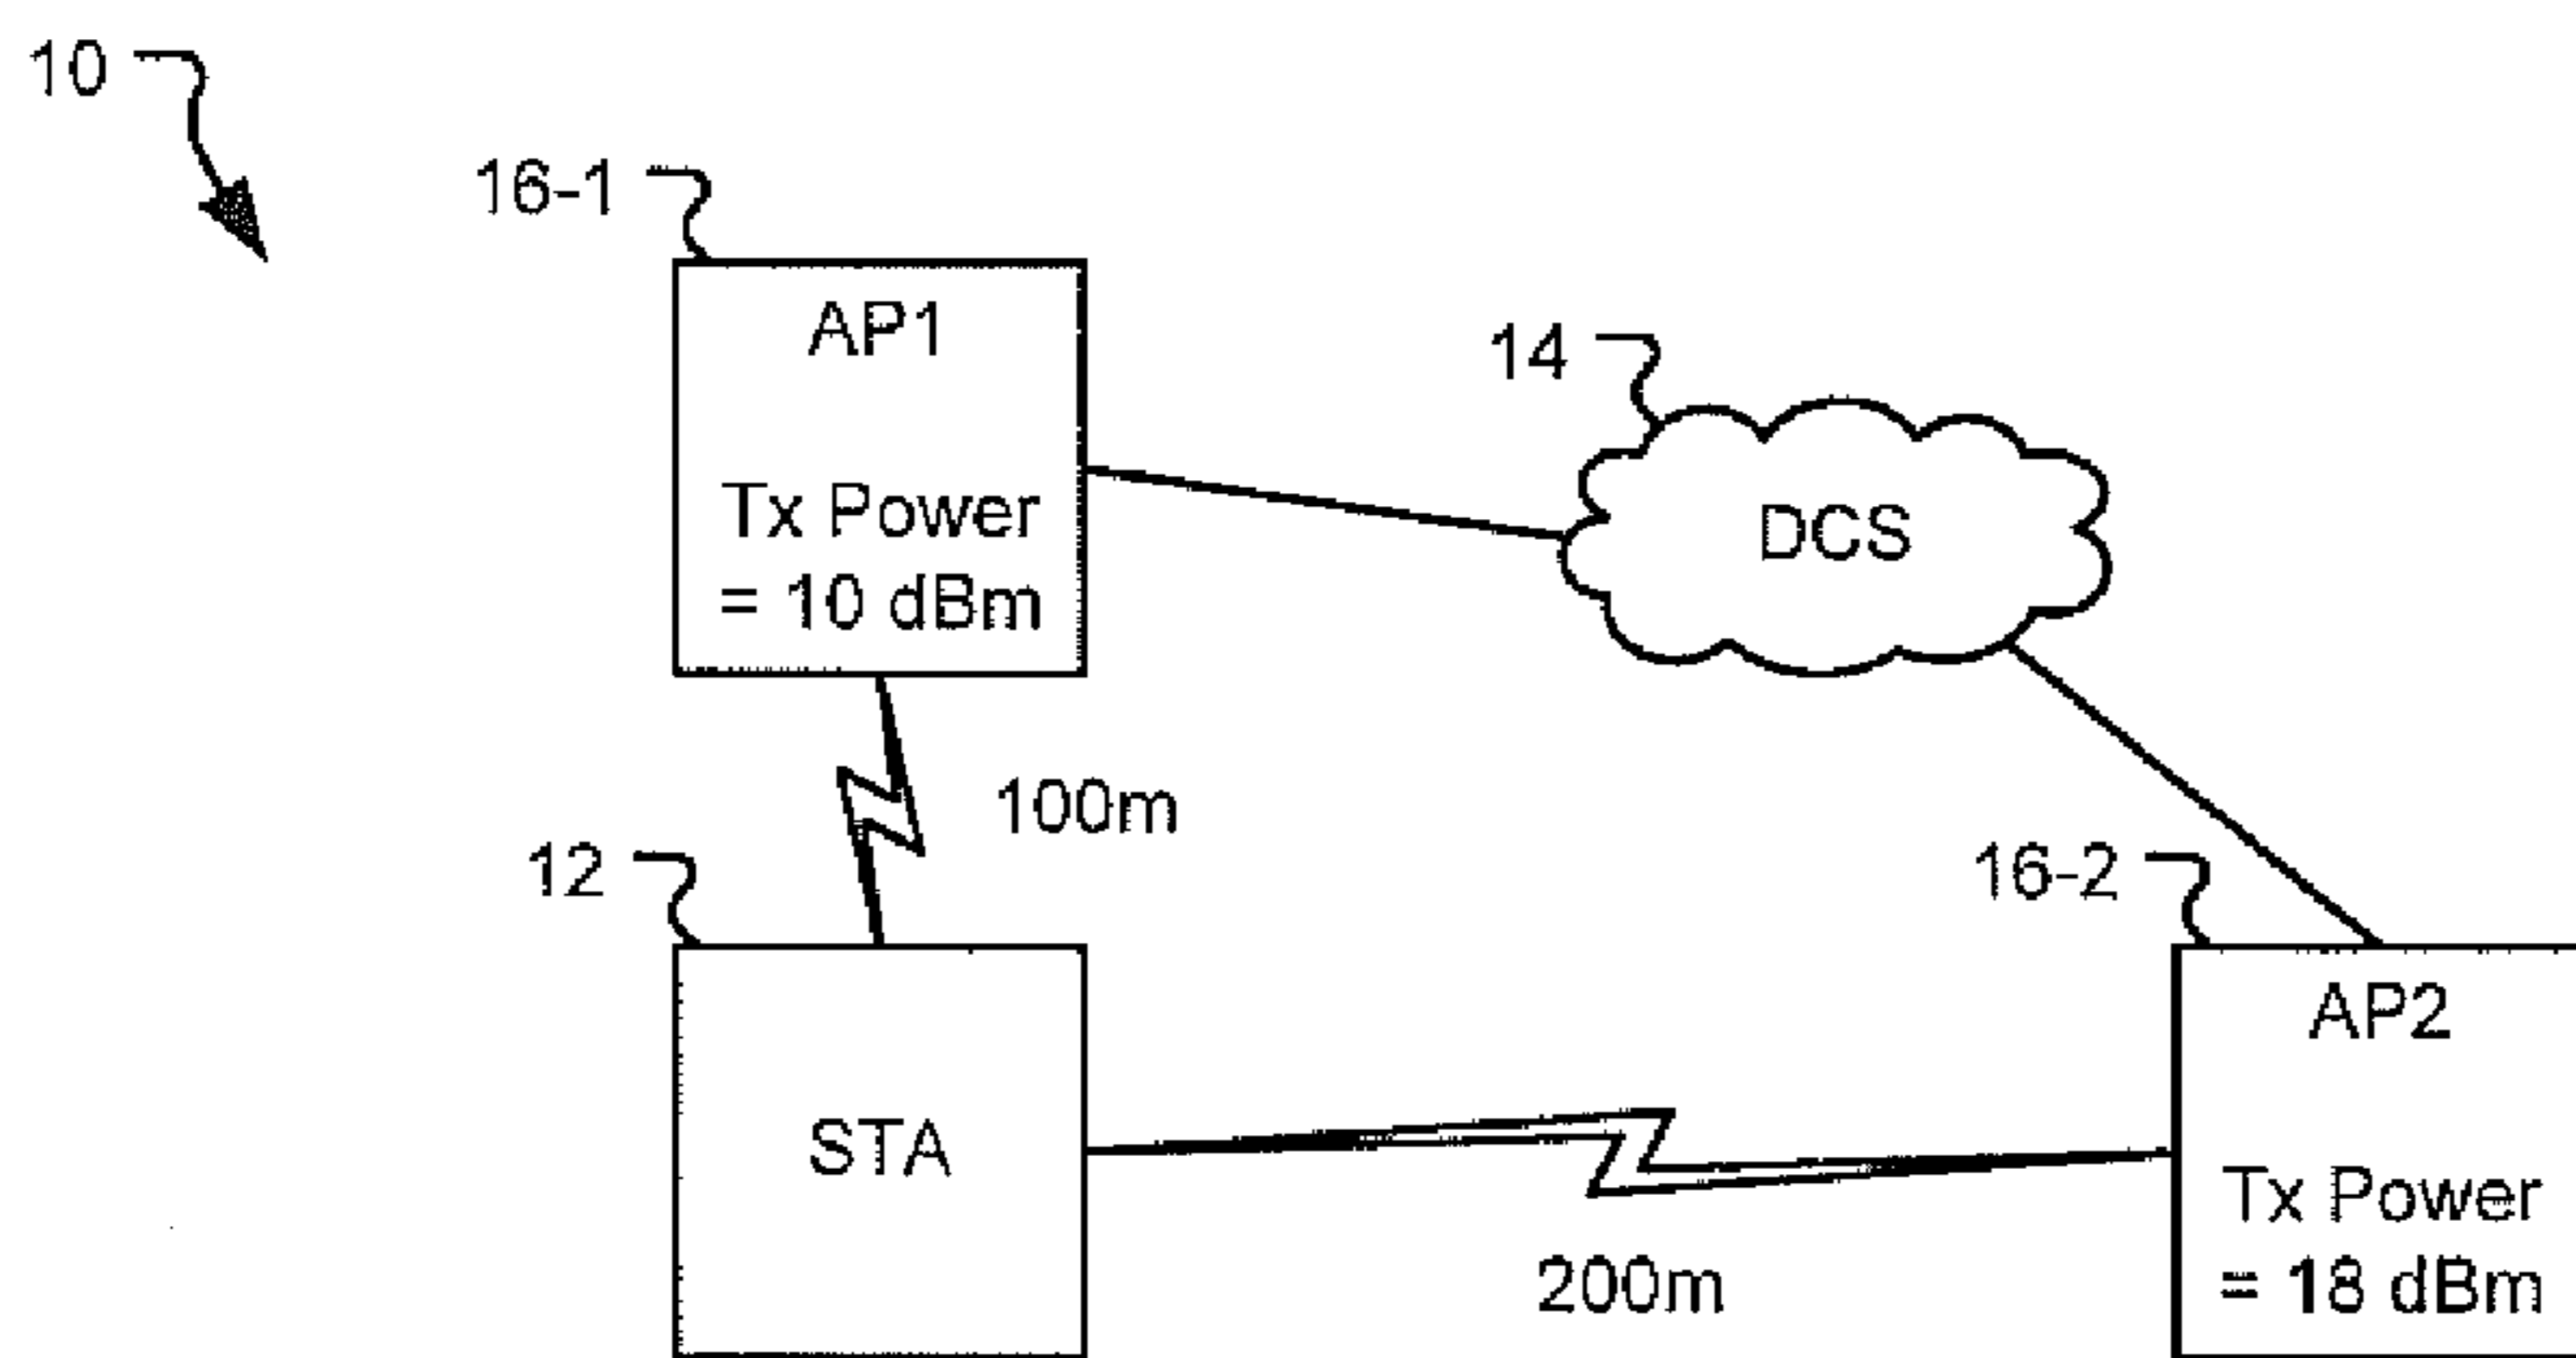 10
16-1
AP1
Tx Power
= 10 dBm
14
DCS
100m
12
STA
16-2
AP2
Tx Power
= 18 dBm
200m